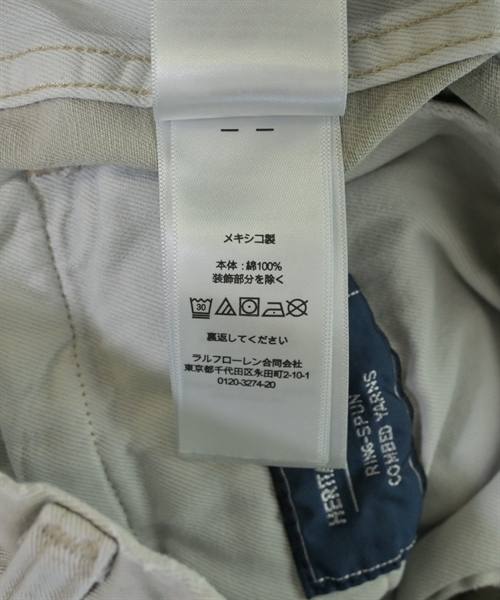 メキシコ製
本体：綿100%
装飾部分を除く
30
裏返してください
ラルフローレン合同会社
東京都千代田区永田町2-10-1
0120-3274-20
RING-SPUN
COMBED YARNS